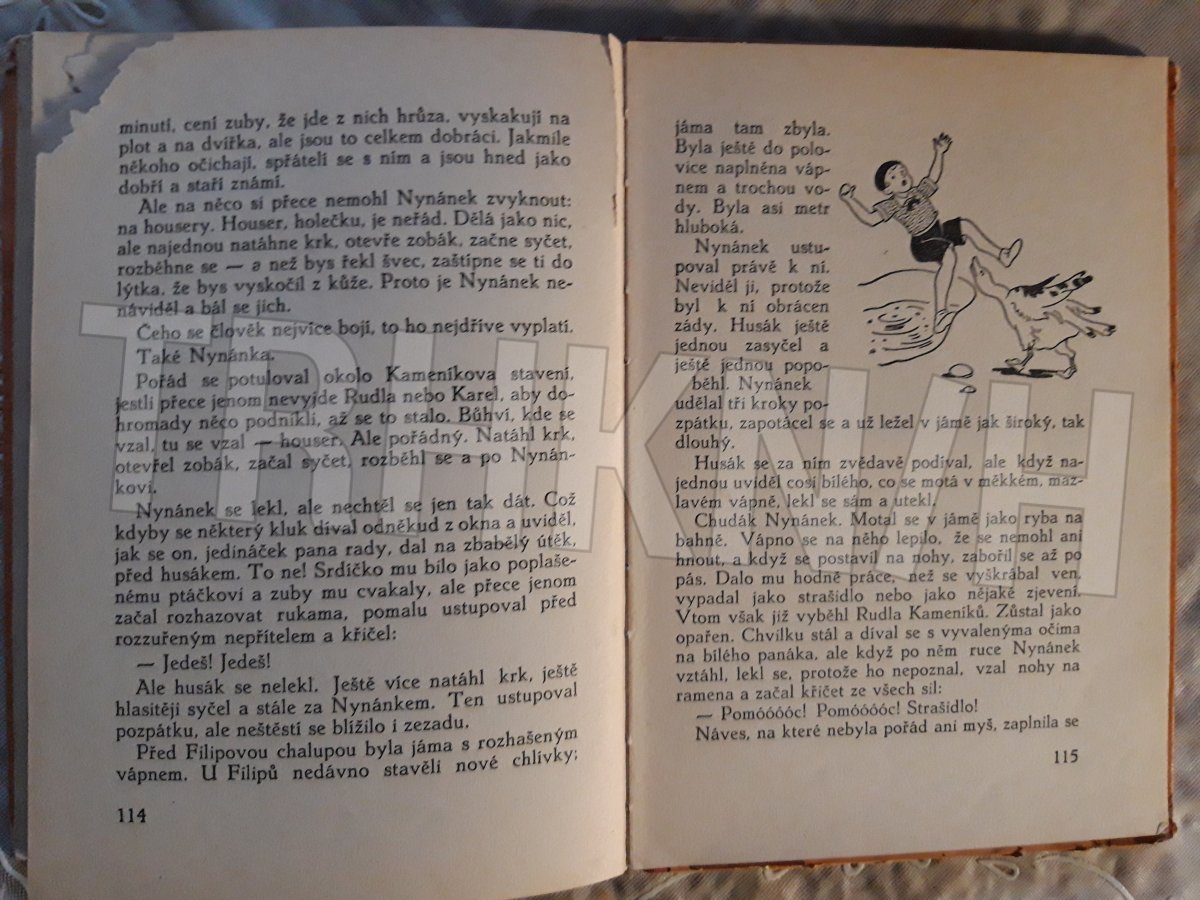 minutí, cení zuby, že jde z nich hrůza, vyskakují na
plot a na dvířka, ale jsou to celkem dobráci. Jakmile
někoho očichají, spřátelí se s ním a jsou hned jako
dobří a staří známí.
Ale na něco si přece nemohl Nynánek zvyknout:
na housery. Houser, holečku, je neřád. Dělá jako nic,
ale najednou natáhne krk, otevře zobák, začne syčet,
rozběhne se — a než bys řekl švec, zaštípne se ti do
lýtka, že bys vyskočil z kůže. Proto je Nynánek ne-
náviděl a bál se jich.
Čeho se člověk nejvíce bojí, to ho nejdříve vyplatí.
Také Nynánka.
Pořád se potuloval okolo Kameníkova stavení,
jestli přece jenom nevyjde Rudla nebo Karel, aby do-
hromady něco podnikli, až se to stalo. Bůhví, kde se
vzal, tu se vzal — houser. Ale pořádný. Natáhl krk,
otevřel zobák, začal syčet, rozběhl se a po Nynán-
kovi.
Nynánek se lekl, ale nechtěl se jen tak dát. Což
kdyby se některý kluk díval odněkud z okna a uviděl,
jak se on, jedináček pana rady, dal na zbabělý útěk,
před husákem. To ne! Srdíčko mu bilo jako poplaše-
nému ptáčkovi a zuby mu cvakaly, ale přece jenom
začal rozhazovat rukama, pomalu ustupoval před
rozzuřeným nepřítelem a křičel:
— Jedeš! Jedeš!
Ale husák se nelekl. Ještě více natáhl krk, ještě
hlasitěji syčel a stále za Nynánkem. Ten ustupoval
pozpátku, ale neštěstí se blížilo i zezadu.
Před Filipovou chalupou byla jáma s rozhašeným
vápnem. U Filipů nedávno stavěli nové chlívky;
114
jáma tam zbyla.
Byla ještě do polo-
vice naplněna váp-
nem a trochou vo-
dy. Byla asi metr
hluboká.
Nynánek ustu-
poval právě k ní.
Neviděl ji, protože
byl k ní obrácen
zády. Husák ještě
jednou zasyčel a
ještě jednou popo-
běhl. Nynánek
udělal tři kroky po-
zpátku, zapotácel se a už ležel v jámě jak široký, tak
dlouhý.
Husák se za ním zvědavě podíval, ale když na-
jednou uviděl cosi bílého, co se motá v měkkém, maz-
lavém vápně, lekl se sám a utekl.
Chudák Nynánek. Motal se v jámě jako ryba na
bahně. Vápno se na něho lepilo, že se nemohl ani
hnout, a když se postavil na nohy, zabořil se až po
pás. Dalo mu hodně práce, než se vyškrábal ven,
vypadal jako strašidlo nebo jako nějaké zjevení.
Vtom však již vyběhl Rudla Kameníků. Zůstal jako
opařen. Chvilku stál a díval se s vyvalenýma očima
na bílého panáka, ale když po něm ruce Nynánek
vztáhl, lekl se, protože ho nepoznal, vzal nohy na
ramena a začal křičet ze všech sil:
— Pomóóóóc! Pomóóóóc! Strašidlo!
Náves, na které nebyla pořád ani myš, zaplnila se
115
TRHKNIH